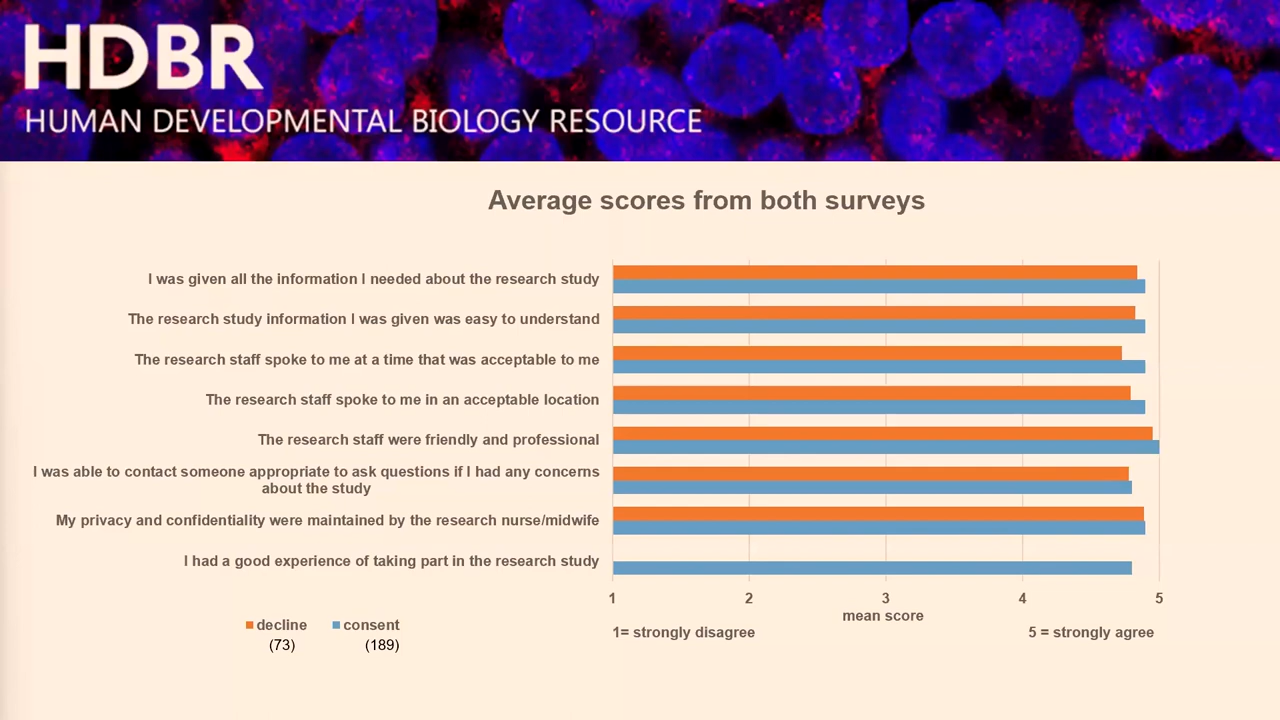 HDBR
HUMAN DEVELOPMENTAL BIOLOGY RESOURCE
Average scores from both surveys
I was given all the information I needed about the research study
The research study information I was given was easy to understand
The research staff spoke to me at a time that was acceptable to me
The research staff spoke to me in an acceptable location
The research staff were friendly and professional
I was able to contact someone appropriate to ask questions if I had any concerns
about the study
My privacy and confidentiality were maintained by the research nurse/midwife
I had a good experience of taking part in the research study
1 2 3 4 5
mean score
1= strongly disagree 5 = strongly agree
decline consent
(73) (189)